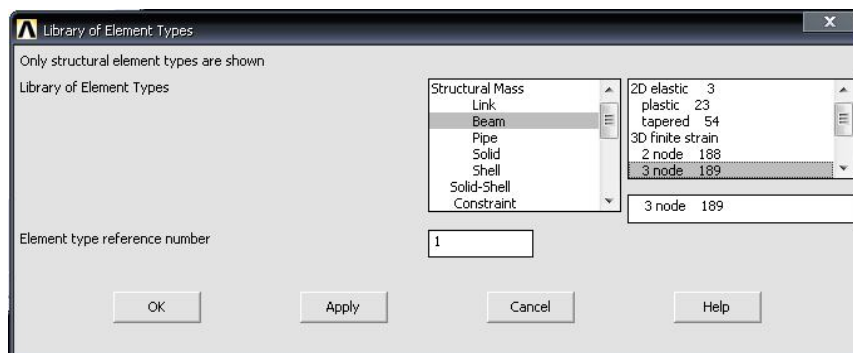 Library of Element Types
X
Only structural element types are shown
Library of Element Types
Structural Mass
Link
Beam
Pipe
Solid
Shell
Solid-Shell
Constraint
2D elastic 3
plastic 23
tapered 54
3D finite strain
2 node 188
3 node 189
3 node 189
Element type reference number
1
OK
Apply
Cancel
Help